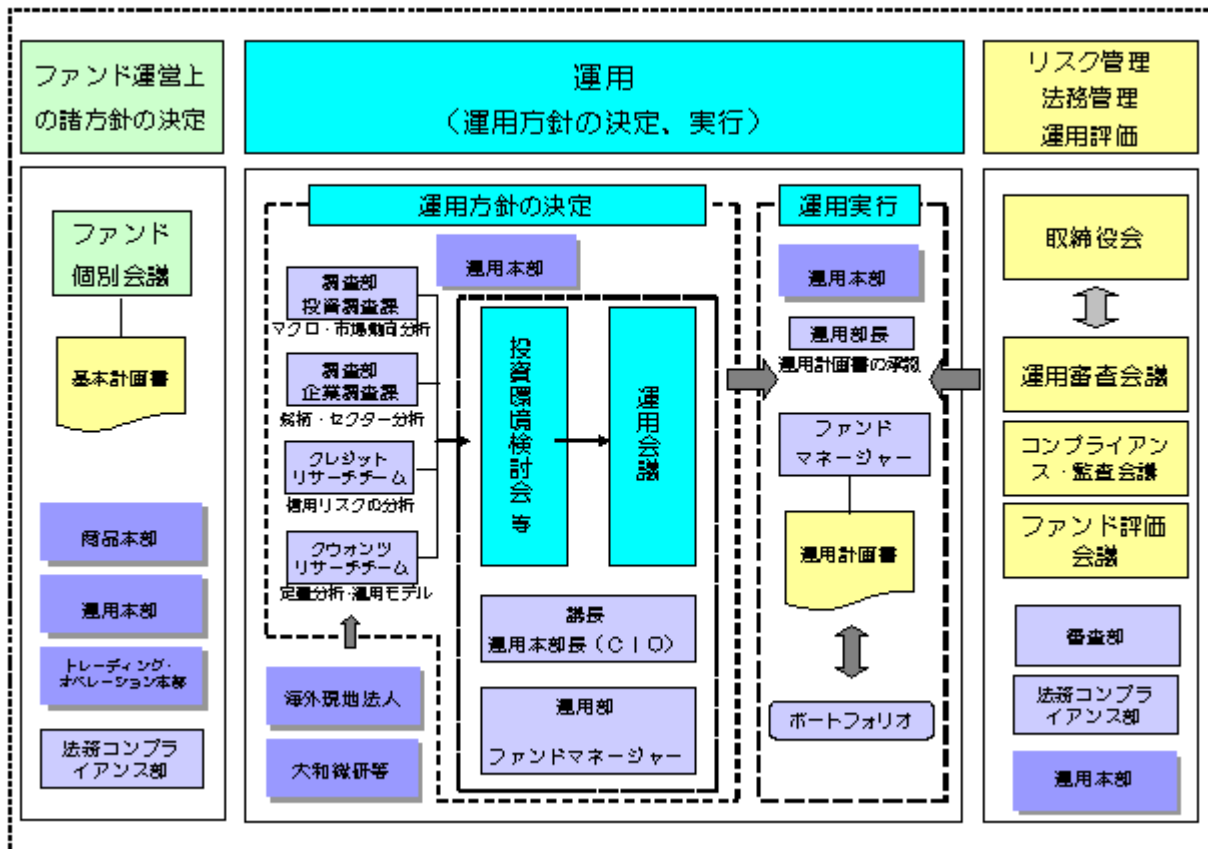 ファンド運営上
の諸方針の決定
運用
（運用方針の決定、実行）
リスク管理
法務管理
運用評価
ファンド
個別会議
基本計画書
商品本部
運用本部
トレーディング・
オペレーション本部
法務コンプラ
イアンス部
運用方針の決定
運用本部
調査部
投資調査課
マクロ・市場動向分析
調査部
企業調査課
銘柄・セクター分析
クレジット
リサーチチーム
信用リスクの分析
クウォンツ
リサーチチーム
定量分析・運用モデル
海外現地法人
大和総研等
投資環境検討会 等
運用会議
議長
運用本部長（ＣＩＯ）
運用部
ファンドマネージャー
運用実行
運用本部
運用部長
運用計画書の承認
ファンド
マネージャー
運用計画書
ポートフォリオ
取締役会
運用審査会議
コンプライアン
ス・監査会議
ファンド評価
会議
審査部
法務コンプラ
イアンス部
運用本部